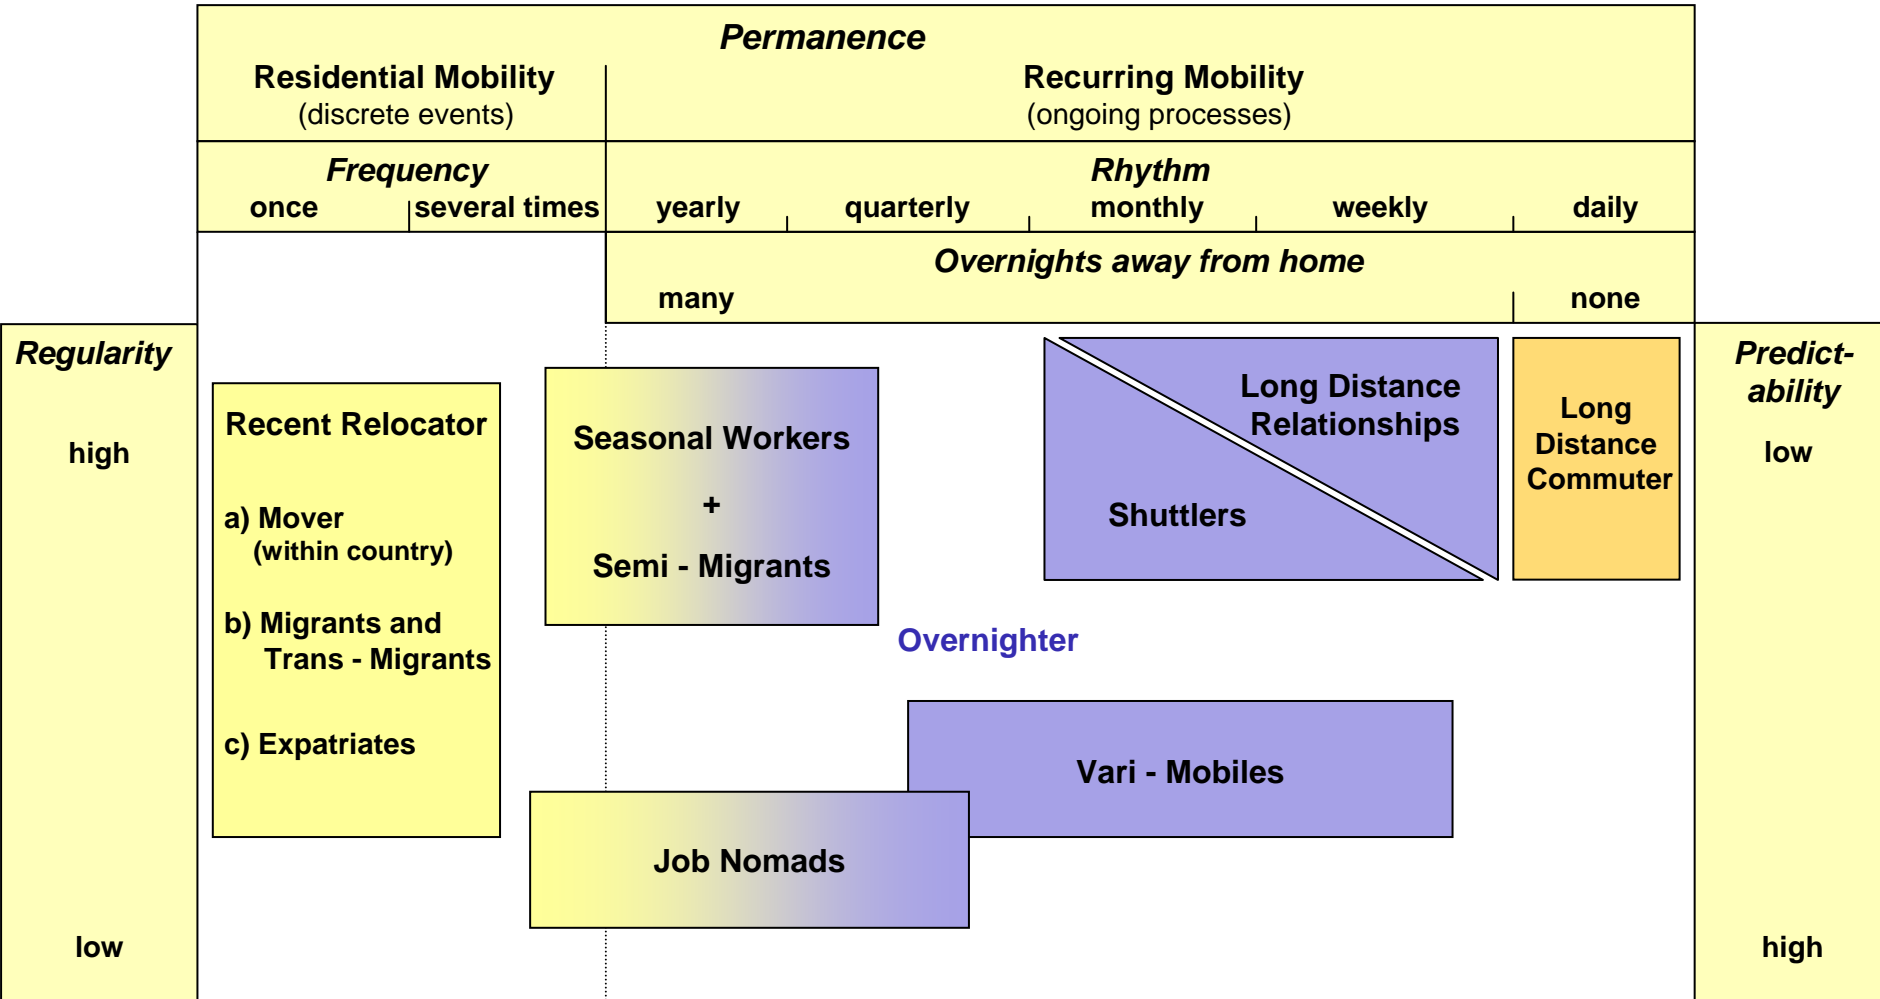 Permanence
Residential Mobility
(discrete events)
Recurring Mobility
(ongoing processes)
Frequency
once
several times
Rhythm
yearly
quarterly
monthly
weekly
daily
Overnights away from home
many
none
Regularity
high
low
Recent Relocator
a) Mover
(within country)
b) Migrants and
Trans - Migrants
c) Expatriates
Seasonal Workers
+
Semi - Migrants
Long Distance
Relationships
Shuttlers
Long
Distance
Commuter
Overnighter
Vari - Mobiles
Job Nomads
Predict-
ability
low
high